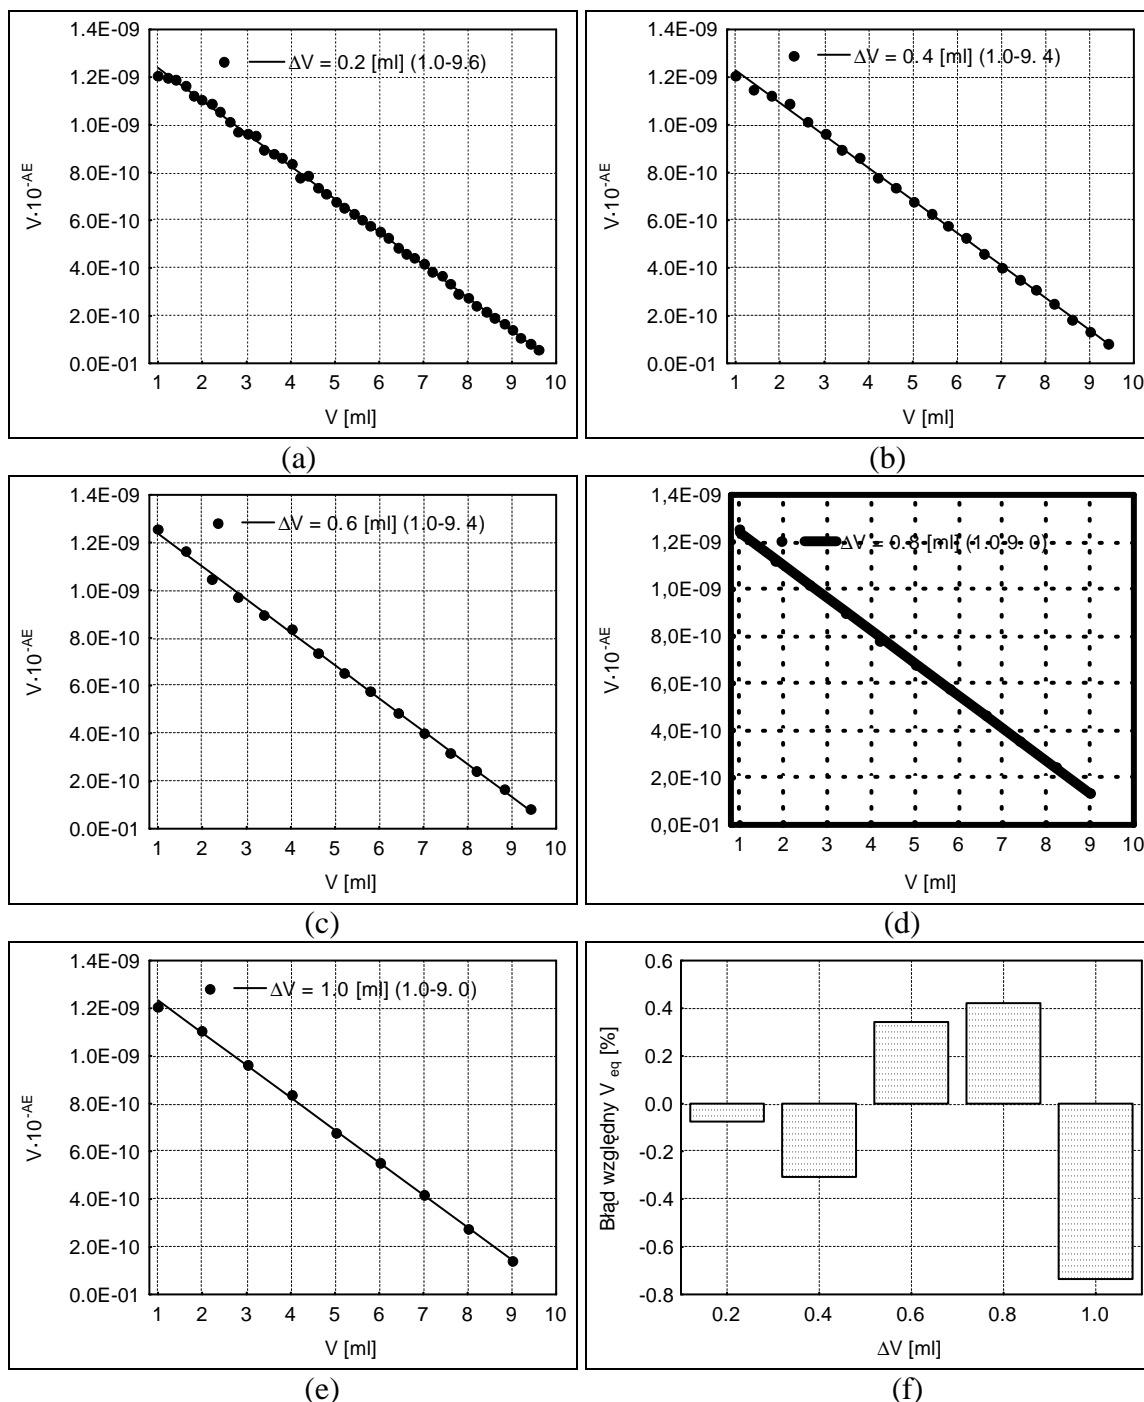 1.4E-09
1.2E-09
1.0E-09
8.0E-10
6.0E-10
4.0E-10
2.0E-10
0.0E-01
V·10^-AE
ΔV = 0.2 [ml] (1.0-9.6)
1 2 3 4 5 6 7 8 9 10
V [ml]
(a)
1.4E-09
1.2E-09
1.0E-09
8.0E-10
6.0E-10
4.0E-10
2.0E-10
0.0E-01
V·10^-AE
ΔV = 0.4 [ml] (1.0-9. 4)
1 2 3 4 5 6 7 8 9 10
V [ml]
(b)
1.4E-09
1.2E-09
1.0E-09
8.0E-10
6.0E-10
4.0E-10
2.0E-10
0.0E-01
V·10^-AE
ΔV = 0.6 [ml] (1.0-9. 4)
1 2 3 4 5 6 7 8 9 10
V [ml]
(c)
1,4E-09
1,2E-09
1,0E-09
8,0E-10
6,0E-10
4,0E-10
2,0E-10
0,0E-01
V·10^-AE
ΔV = 0.8 [ml] (1.0-9. 0)
1 2 3 4 5 6 7 8 9 10
V [ml]
(d)
1.4E-09
1.2E-09
1.0E-09
8.0E-10
6.0E-10
4.0E-10
2.0E-10
0.0E-01
V·10^-AE
ΔV = 1.0 [ml] (1.0-9. 0)
1 2 3 4 5 6 7 8 9 10
V [ml]
(e)
0.6
0.4
0.2
0.0
-0.2
-0.4
-0.6
-0.8
Błąd względny V eq [%]
0.2 0.4 0.6 0.8 1.0
ΔV [ml]
(f)